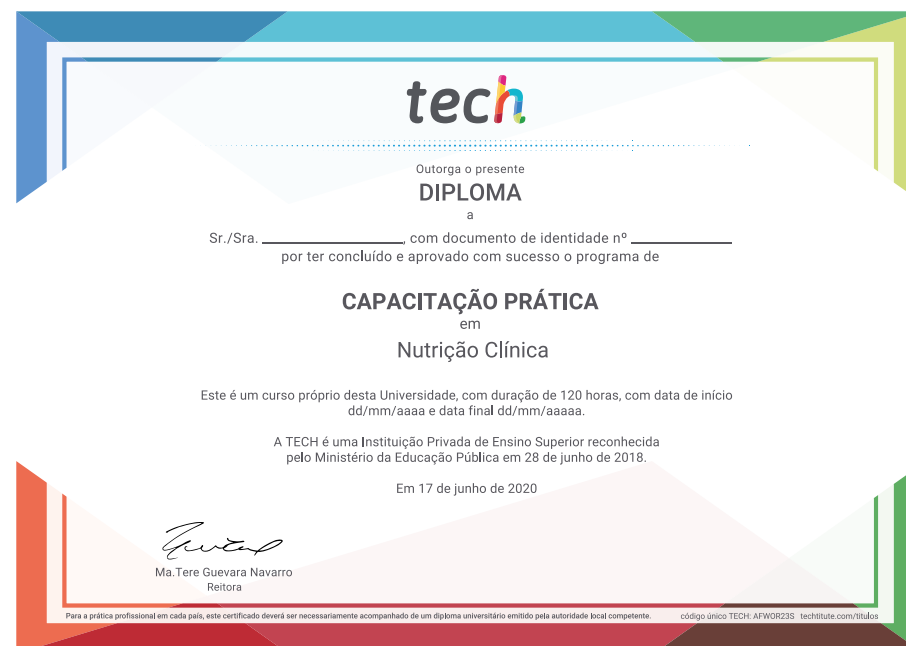 tech
Outorga o presente
DIPLOMA
a
Sr./Sra. ____________________, com documento de identidade nº ______________
por ter concluído e aprovado com sucesso o programa de
CAPACITAÇÃO PRÁTICA
em
Nutrição Clínica
Este é um curso próprio desta Universidade, com duração de 120 horas, com data de início
dd/mm/aaaa e data final dd/mm/aaaaa.
A TECH é uma Instituição Privada de Ensino Superior reconhecida
pelo Ministério da Educação Pública em 28 de junho de 2018.
Em 17 de junho de 2020
Ma.Tere Guevara Navarro
Reitora
Para a prática profissional em cada país, este certificado deverá ser necessariamente acompanhado de um diploma universitário emitido pela autoridade local competente. código único TECH: AFWOR23S techtitute.com/titulos